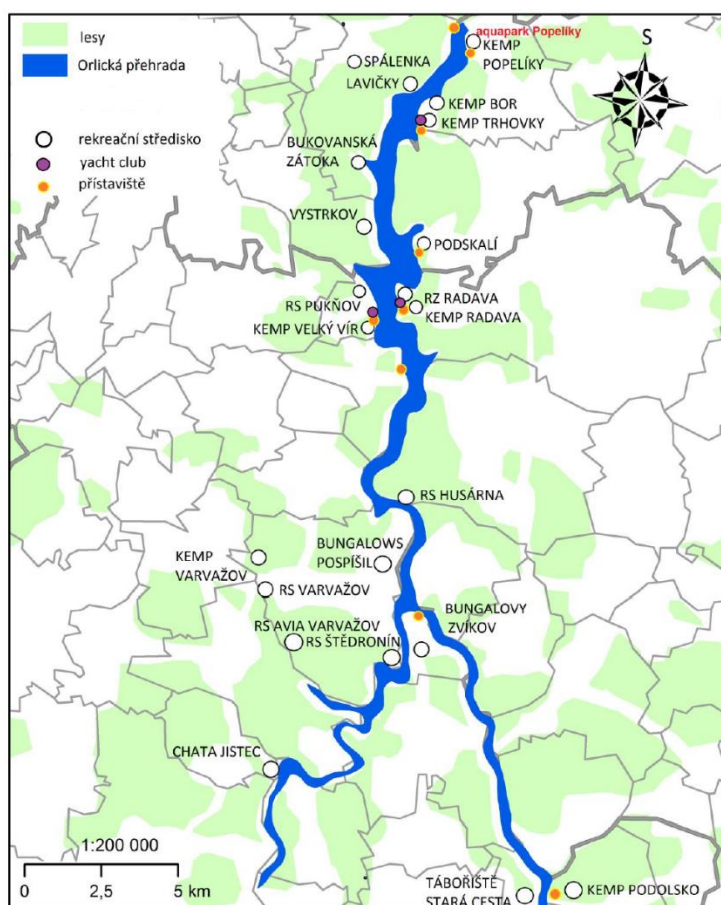 lesy
Orlická přehrada
rekreační středisko
yacht club
přístaviště
aquapark Popelíky
KEMP
POPELÍKY
S
SPÁLENKA
LAVIČKY
KEMP BOR
KEMP TRHOVKY
BUKOVANSKÁ
ZÁTOKA
VYSTRKOV
PODSKALÍ
RS PUKŇOV
RZ RADAVA
KEMP RADAVA
KEMP VELKÝ VÍR
RS HUSÁRNA
KEMP
VARVAŽOV
BUNGALOWS
POSPÍŠIL
RS VARVAŽOV
RS AVIA VARVAŽOV
RS ŠTĚDRONÍN
BUNGALOVY
ZVÍKOV
CHATA JISTEC
1:200 000
0 2,5 5 km
TÁBOŘIŠTĚ
STARÁ CESTA
KEMP PODOLSKO